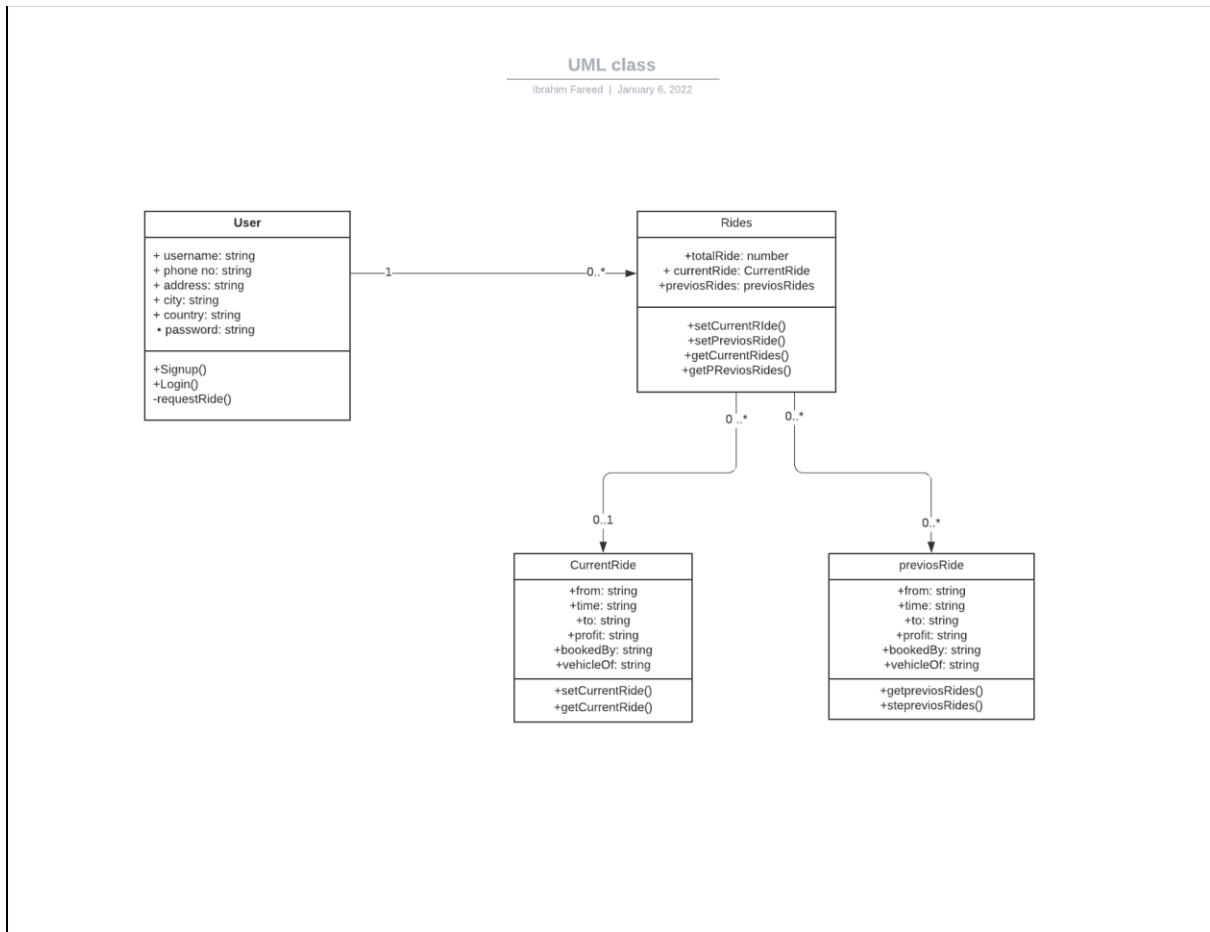 UML class
Ibrahim Fareed | January 6, 2022
User
+ username: string
+ phone no: string
+ address: string
+ city: string
+ country: string
• password: string
+Signup()
+Login()
-requestRide()
1
0..*
Rides
+totalRide: number
+ currentRide: CurrentRide
+previosRides: previosRides
+setCurrentRIde()
+setPreviosRide()
+getCurrentRides()
+getPReviosRides()
0 ..*
0..*
0..1
0..*
CurrentRide
+from: string
+time: string
+to: string
+profit: string
+bookedBy: string
+vehicleOf: string
+setCurrentRide()
+getCurrentRide()
previosRide
+from: string
+time: string
+to: string
+profit: string
+bookedBy: string
+vehicleOf: string
+getpreviosRides()
+stepreviosRides()